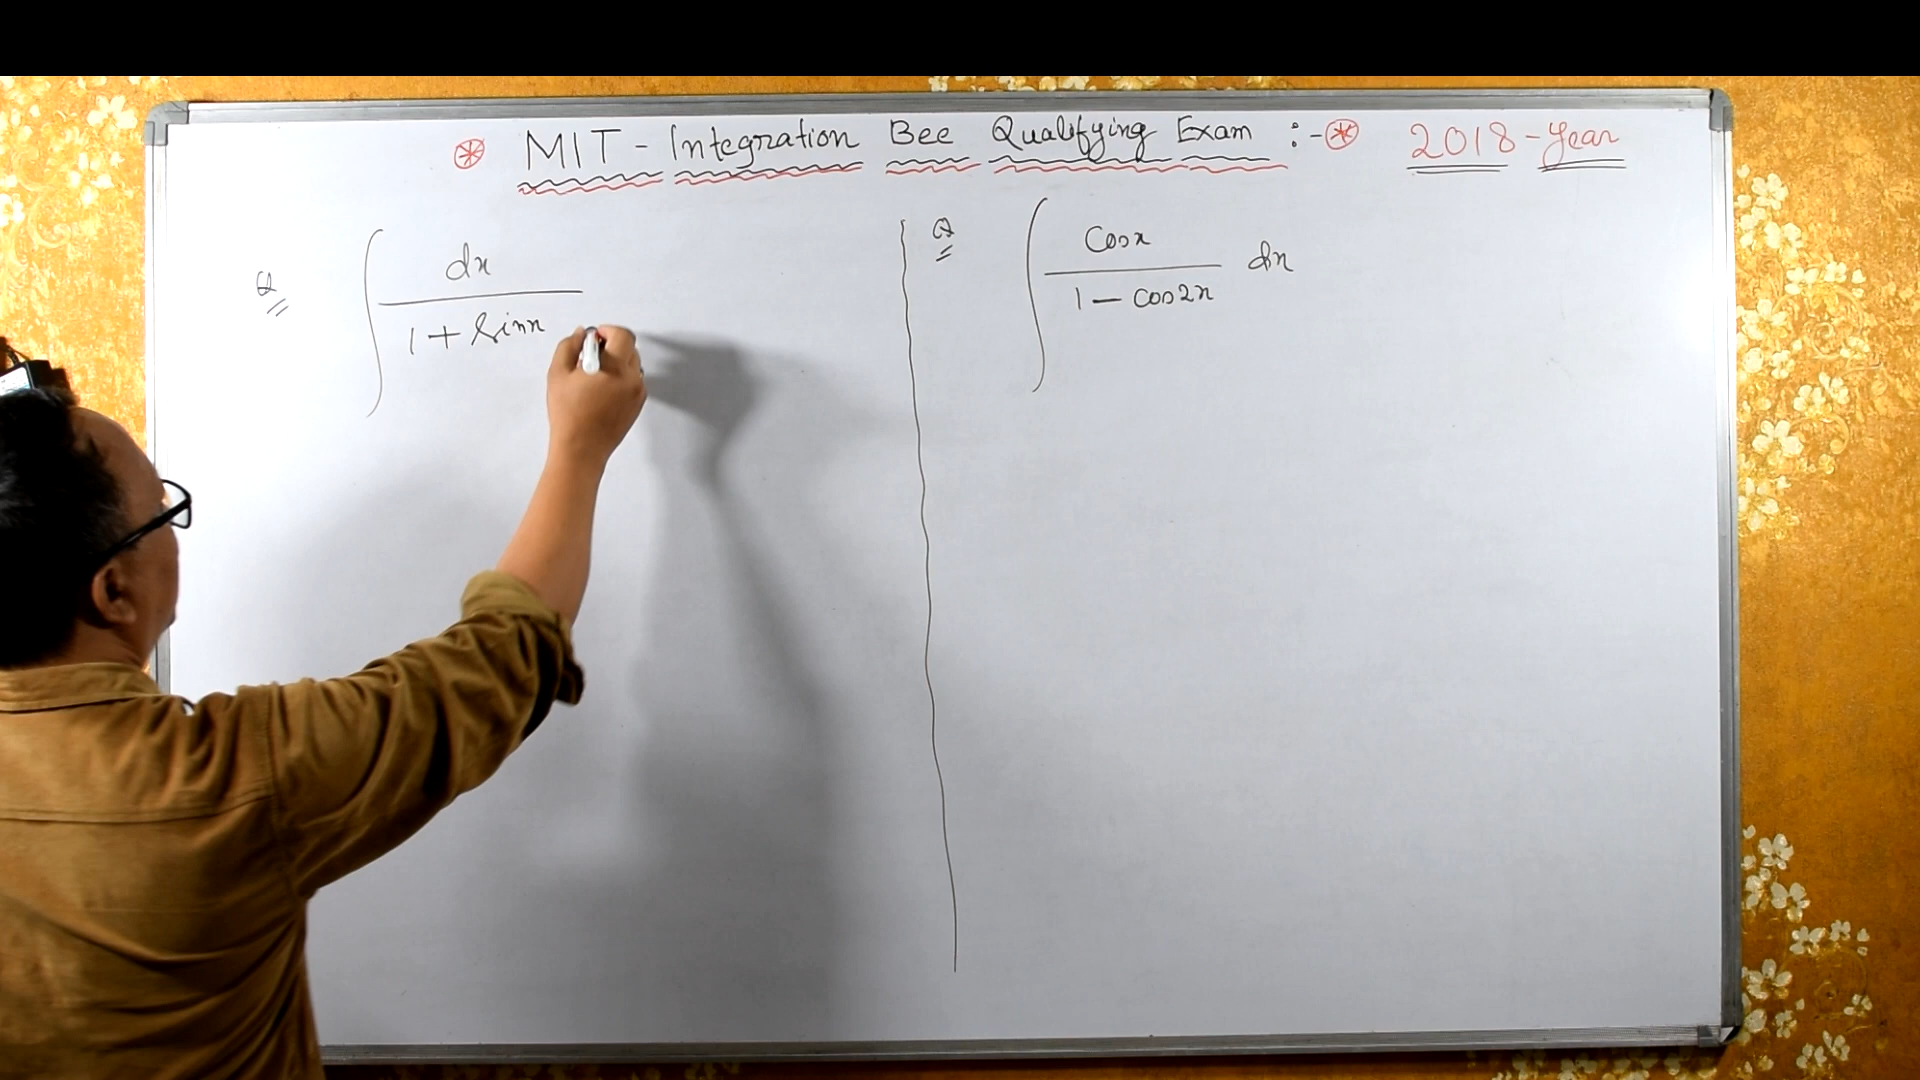 ⊛ MIT - Integration Bee Qualifying Exam :- ⊛ 2018 - Year
Q ∫ dx / (1 + sinx
Q ∫ Cosx / (1 - cos2x) dx